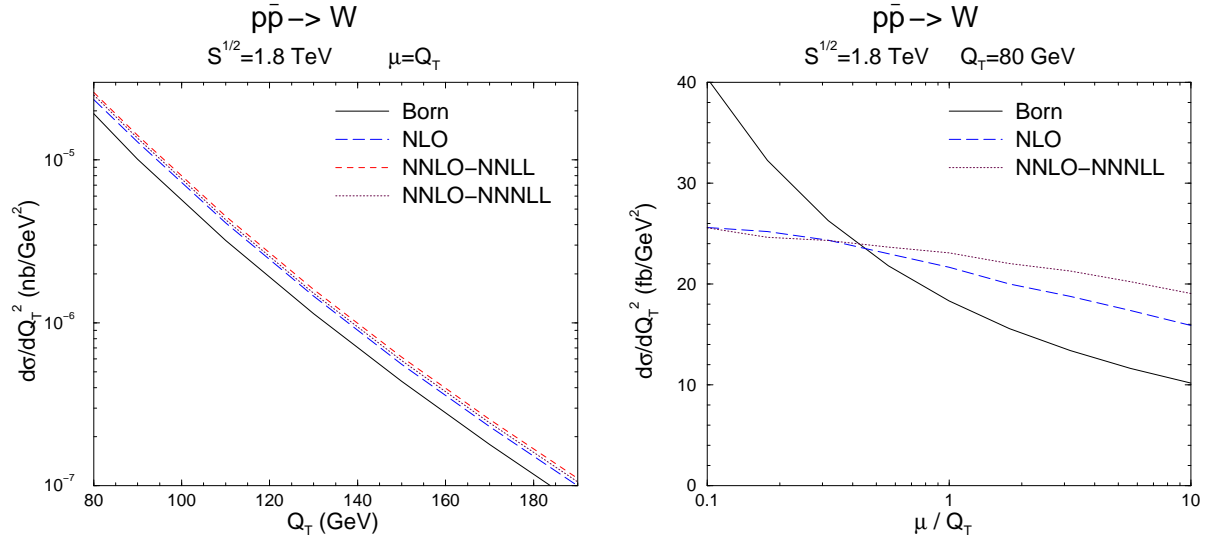 pp̄ −> W
S^1/2=1.8 TeV μ=Q_T
Born
NLO
NNLO−NNLL
NNLO−NNNLL
dσ/dQ_T^2 (nb/GeV^2)
10^-5
10^-6
10^-7
80 100 120 140 160 180
Q_T (GeV)
pp̄ −> W
S^1/2=1.8 TeV Q_T=80 GeV
Born
NLO
NNLO−NNNLL
dσ/dQ_T^2 (fb/GeV^2)
40
30
20
10
0
0.1 1 10
μ / Q_T